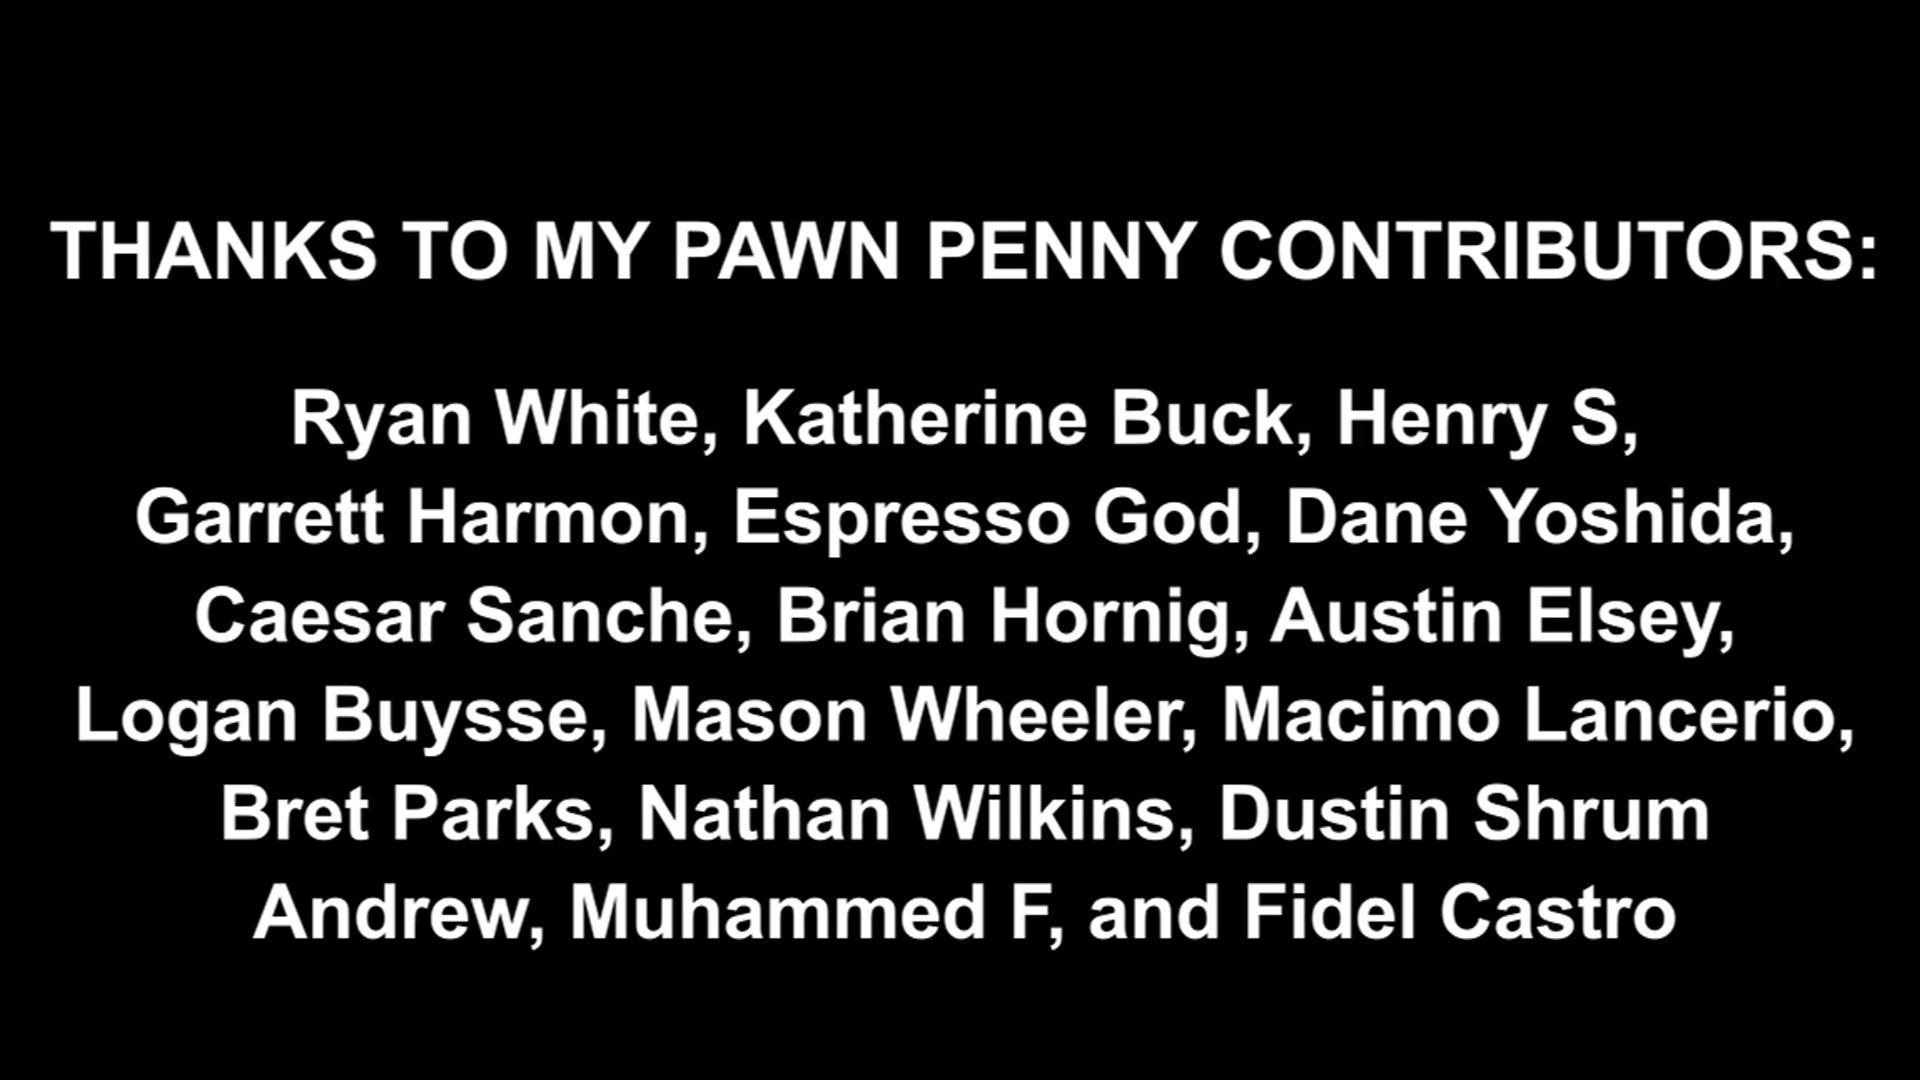 THANKS TO MY PAWN PENNY CONTRIBUTORS:
Ryan White, Katherine Buck, Henry S,
Garrett Harmon, Espresso God, Dane Yoshida,
Caesar Sanche, Brian Hornig, Austin Elsey,
Logan Buysse, Mason Wheeler, Macimo Lancerio,
Bret Parks, Nathan Wilkins, Dustin Shrum
Andrew, Muhammed F, and Fidel Castro